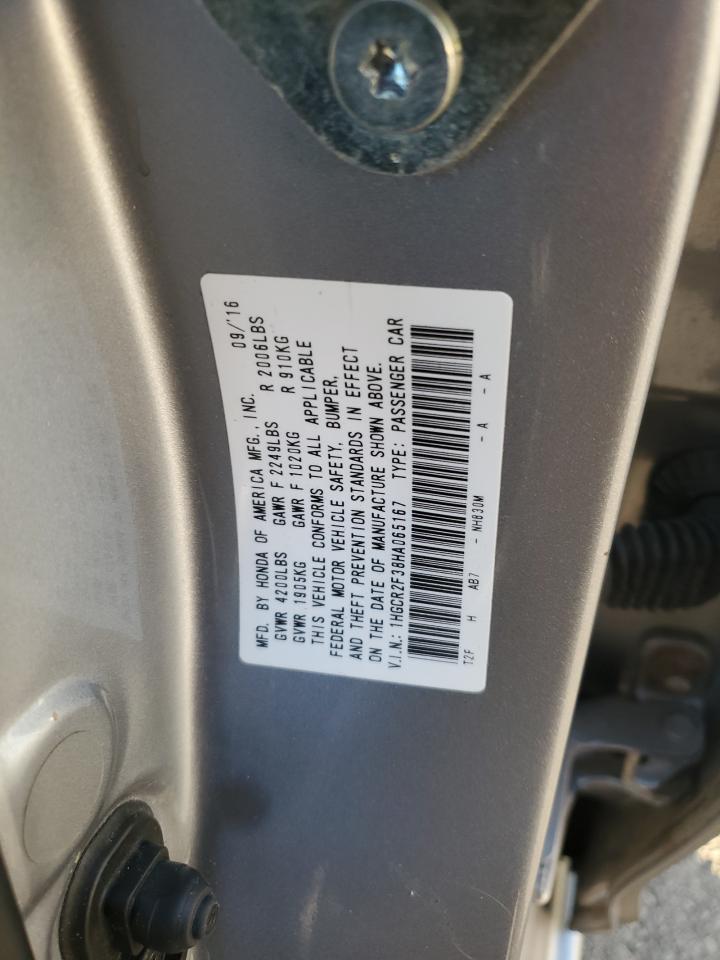 MFD. BY HONDA OF AMERICA MFG., INC. 09/'16
GVWR 4200LBS GAWR F 2249LBS R 2006LBS
GVWR 1905KG GAWR F 1020KG R 910KG
THIS VEHICLE CONFORMS TO ALL APPLICABLE
FEDERAL MOTOR VEHICLE SAFETY, BUMPER,
AND THEFT PREVENTION STANDARDS IN EFFECT
ON THE DATE OF MANUFACTURE SHOWN ABOVE.
V.I.N.: 1HGCR2F38HA065167 TYPE: PASSENGER CAR
T2F H AB7 - NH830M - A - A